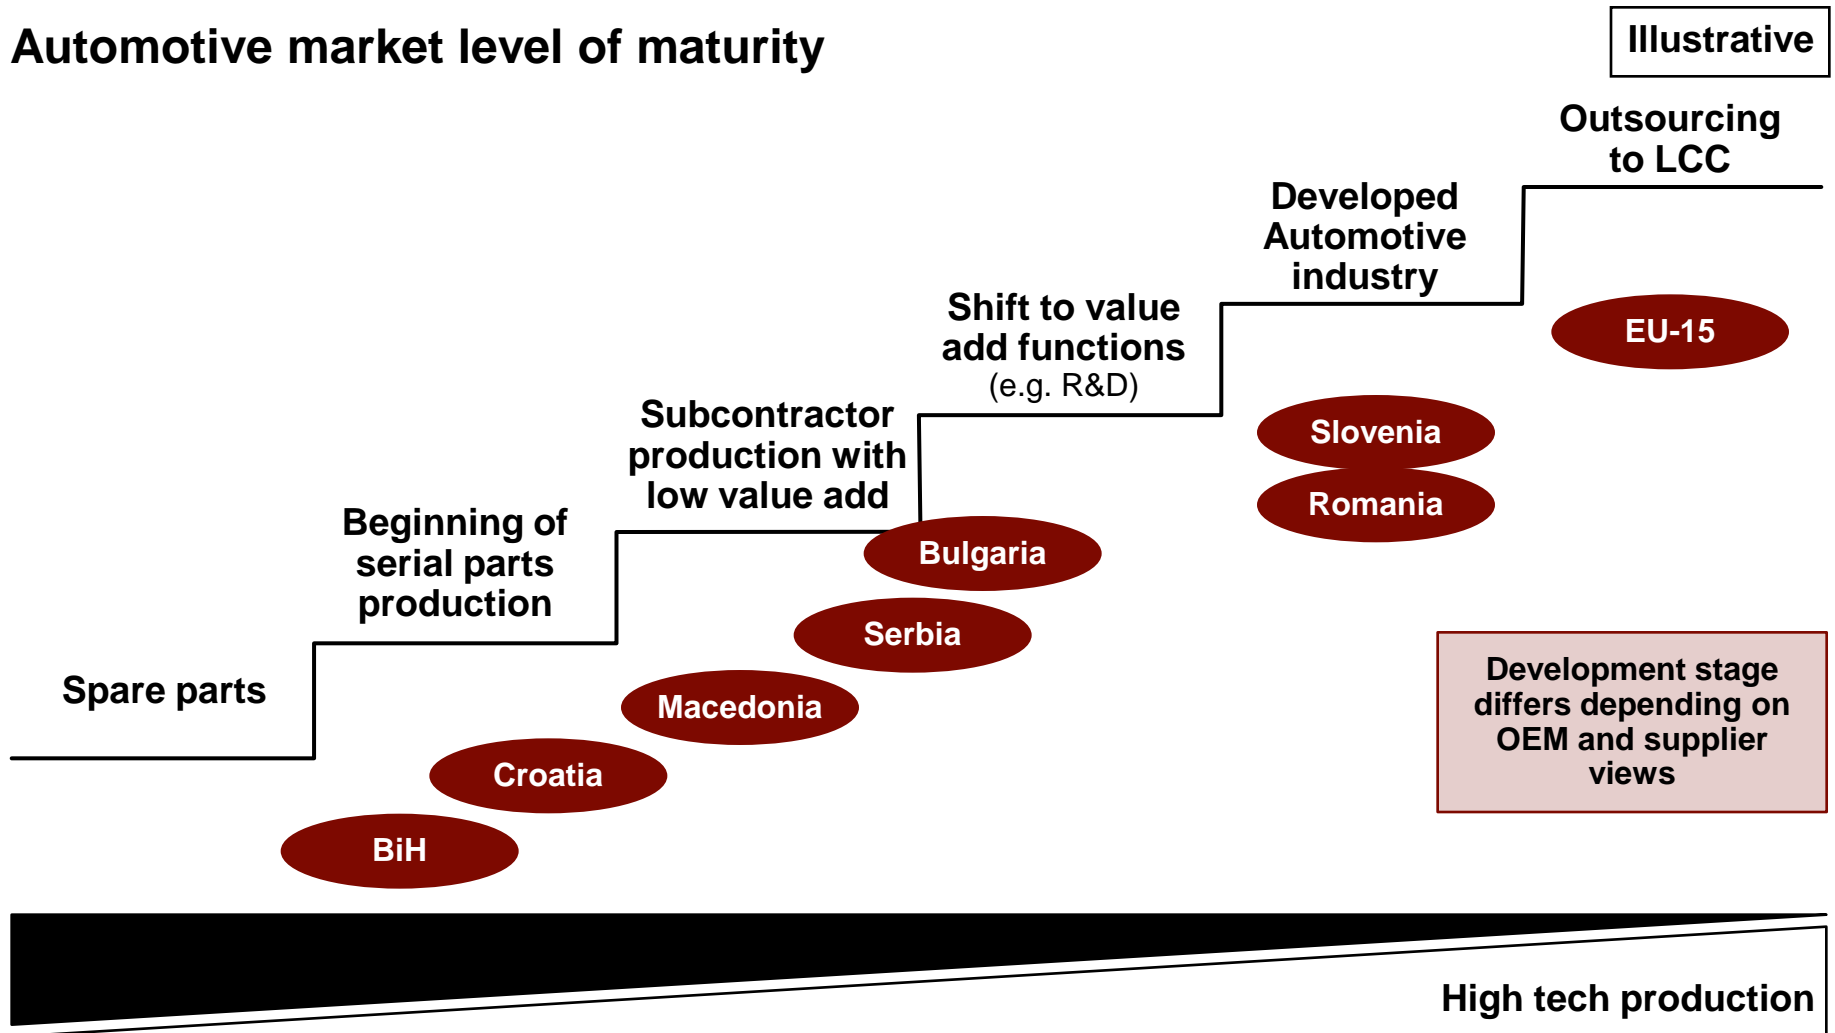 Automotive market level of maturity
Illustrative
Outsourcing
to LCC
Developed
Automotive
industry
Shift to value
add functions
(e.g. R&D)
Subcontractor
production with
low value add
Beginning of
serial parts
production
Spare parts
EU-15
Slovenia
Romania
Bulgaria
Serbia
Macedonia
Croatia
BiH
Development stage
differs depending on
OEM and supplier
views
High tech production